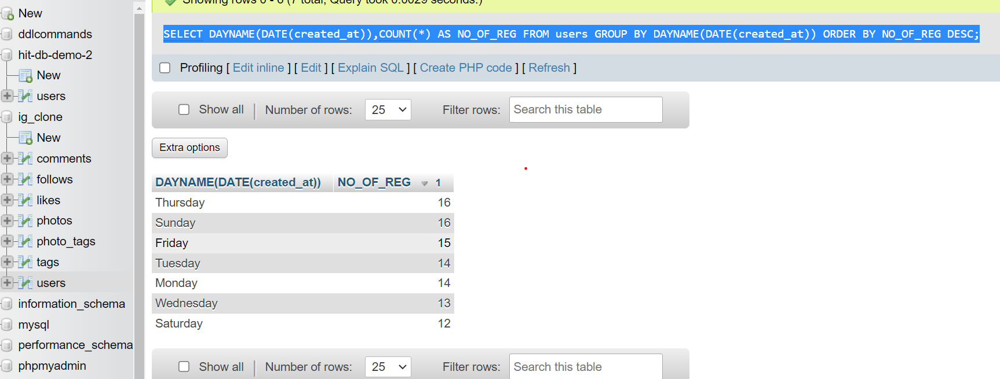 New
ddlcommands
hit-db-demo-2
New
users
ig_clone
New
comments
follows
likes
photos
photo_tags
tags
users
information_schema
mysql
performance_schema
phpmyadmin
Showing rows 0 - 6 (7 total, Query took 0.0029 seconds.)
SELECT DAYNAME(DATE(created_at)),COUNT(*) AS NO_OF_REG FROM users GROUP BY DAYNAME(DATE(created_at)) ORDER BY NO_OF_REG DESC;
Profiling [ Edit inline ] [ Edit ] [ Explain SQL ] [ Create PHP code ] [ Refresh ]
Show all | Number of rows: 25 Filter rows: Search this table
Extra options
DAYNAME(DATE(created_at)) NO_OF_REG 1
Thursday 16
Sunday 16
Friday 15
Tuesday 14
Monday 14
Wednesday 13
Saturday 12
Show all | Number of rows: 25 Filter rows: Search this table